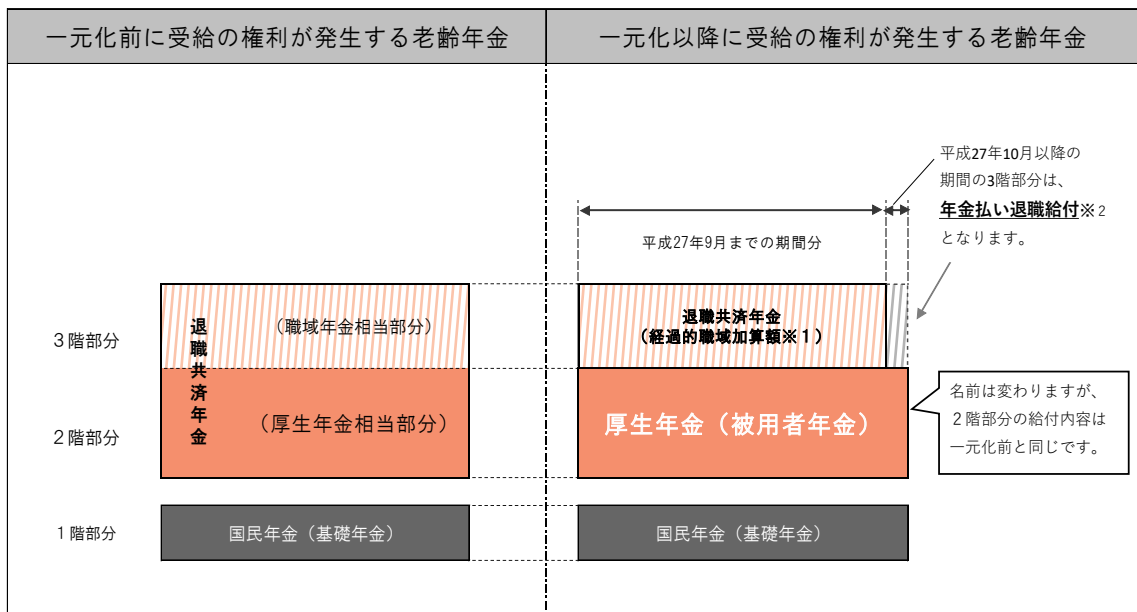 一元化前に受給の権利が発生する老齢年金
一元化以降に受給の権利が発生する老齢年金
平成27年10月以降の
期間の3階部分は、
年金払い退職給付※2
となります。
平成27年9月までの期間分
3階部分
退職共済年金
（職域年金相当部分）
退職共済年金
（経過的職域加算額※1）
2階部分
（厚生年金相当部分）
厚生年金（被用者年金）
名前は変わりますが、
2階部分の給付内容は
一元化前と同じです。
1階部分
国民年金（基礎年金）
国民年金（基礎年金）